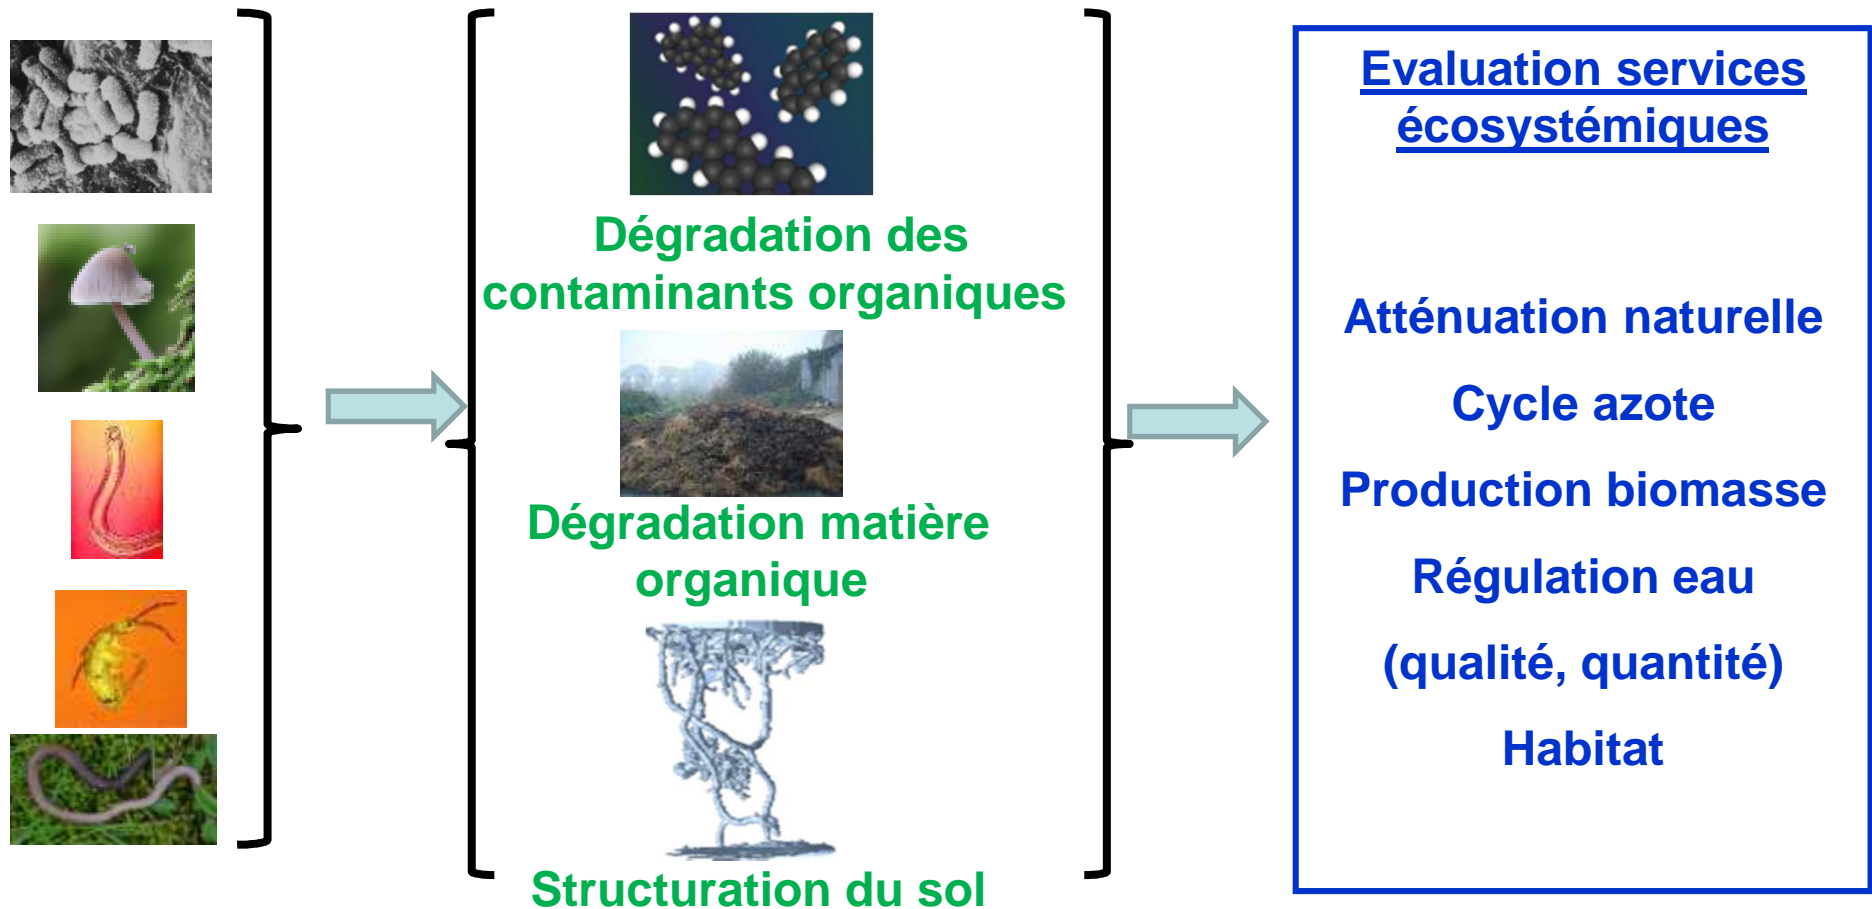 Dégradation des
contaminants organiques
Dégradation matière
organique
Structuration du sol
Evaluation services
écosystémiques
Atténuation naturelle
Cycle azote
Production biomasse
Régulation eau
(qualité, quantité)
Habitat